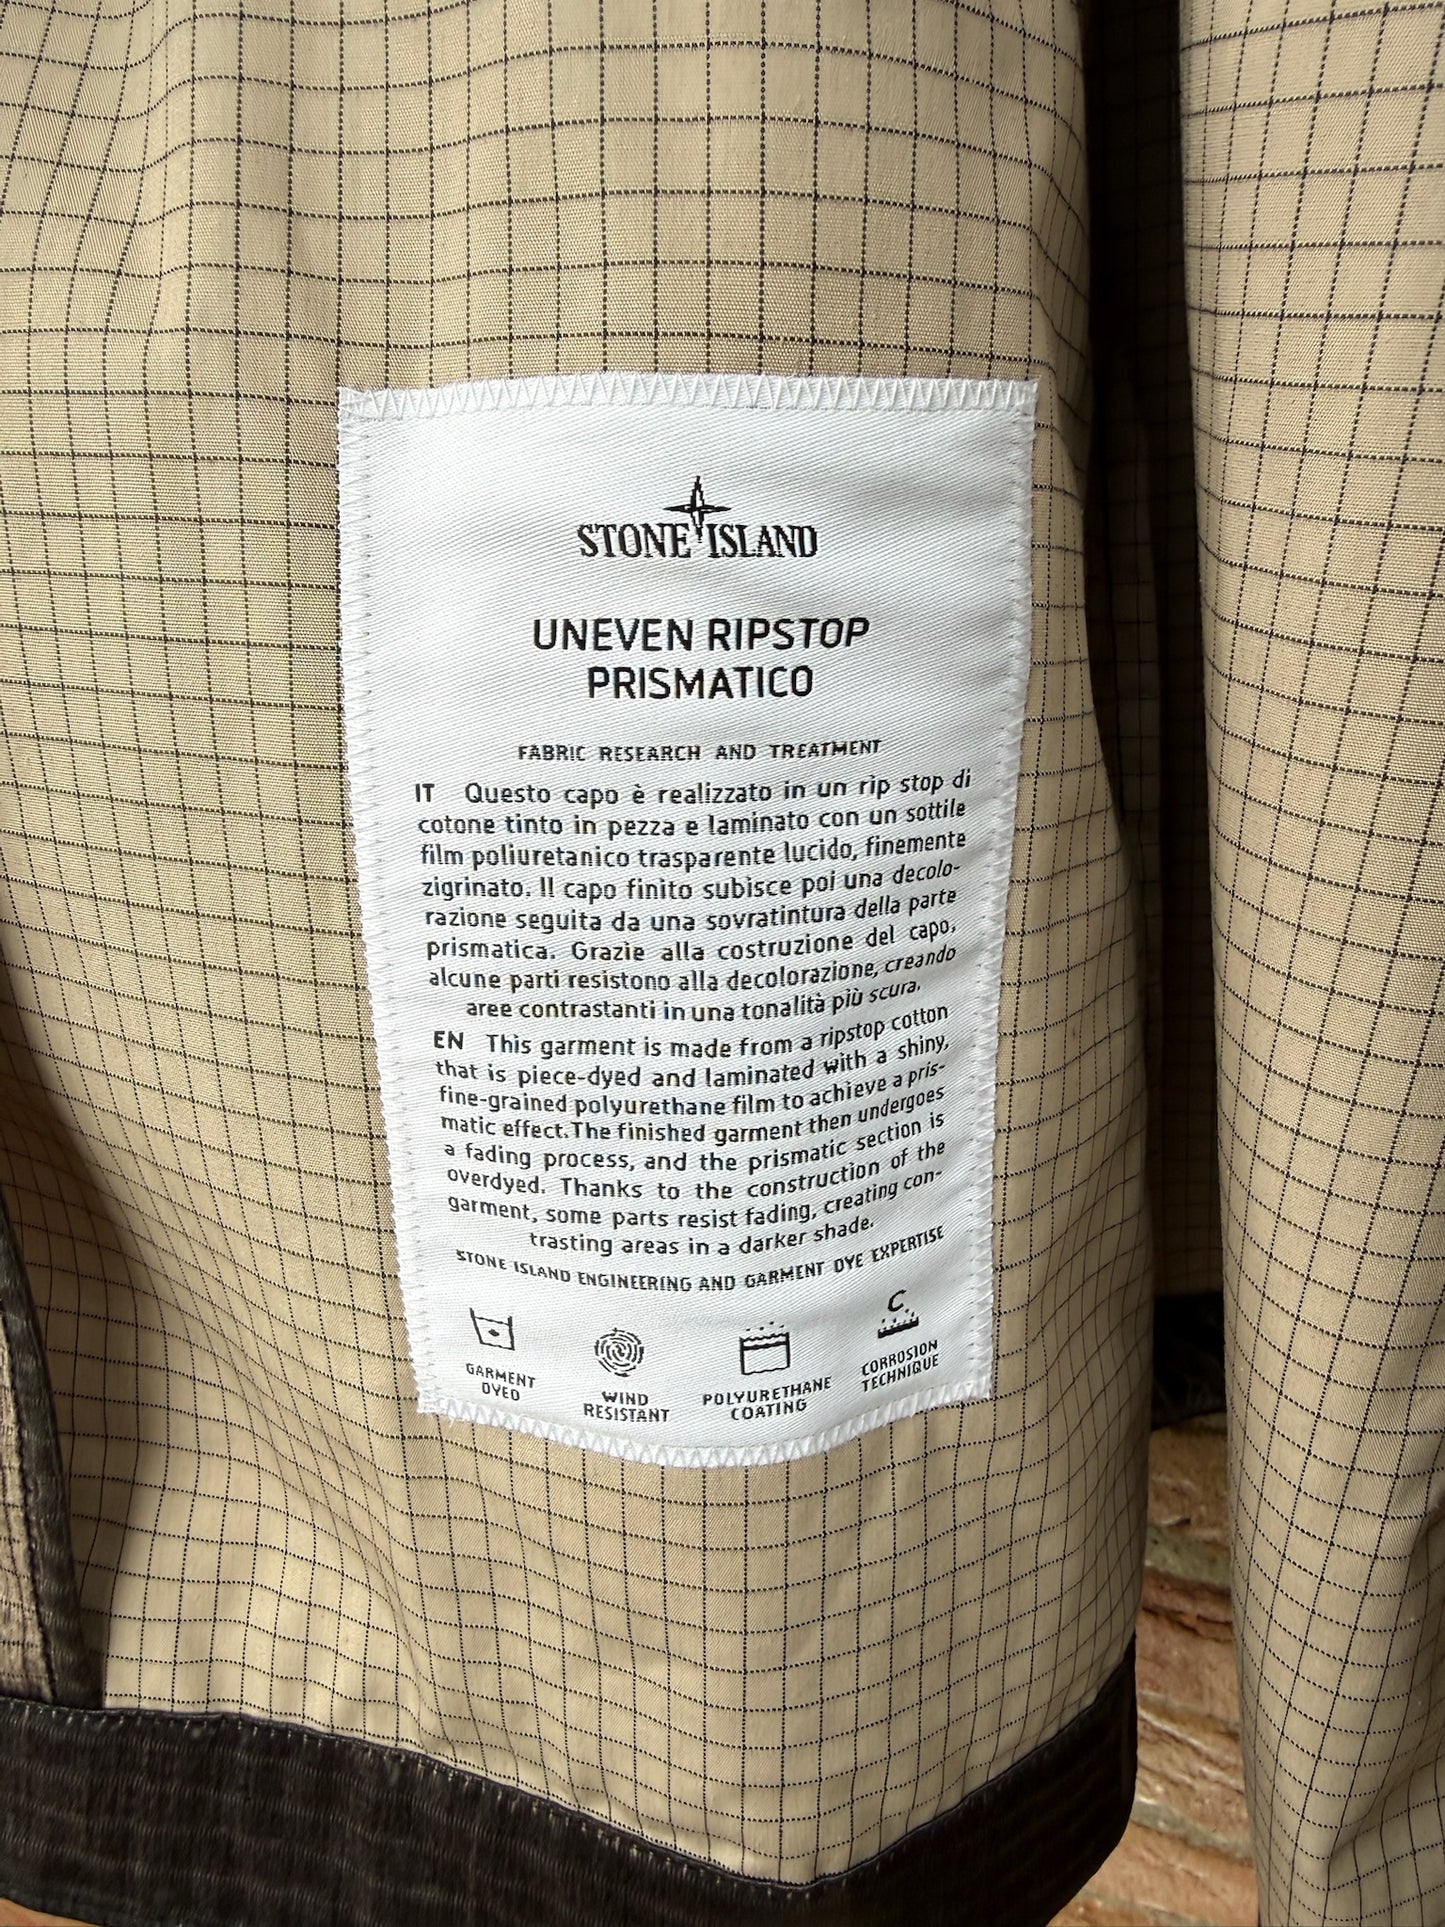 STONE ISLAND
UNEVEN RIPSTOP
PRISMATICO
FABRIC RESEARCH AND TREATMENT
IT Questo capo è realizzato in un rip stop di
cotone tinto in pezza e laminato con un sottile
film poliuretanico trasparente lucido, finemente
zigrinato. Il capo finito subisce poi una decolo-
razione seguita da una sovratintura della parte
prismatica. Grazie alla costruzione del capo,
alcune parti resistono alla decolorazione, creando
aree contrastanti in una tonalità più scura.
EN This garment is made from a ripstop cotton
that is piece-dyed and laminated with a shiny,
fine-grained polyurethane film to achieve a pris-
matic effect.The finished garment then undergoes
a fading process, and the prismatic section is
overdyed. Thanks to the construction of the
garment, some parts resist fading, creating con-
trasting areas in a darker shade.
STONE ISLAND ENGINEERING AND GARMENT DYE EXPERTISE
C.
GARMENT
DYED
WIND
RESISTANT
POLYURETHANE
COATING
CORROSION
TECHNIQUE